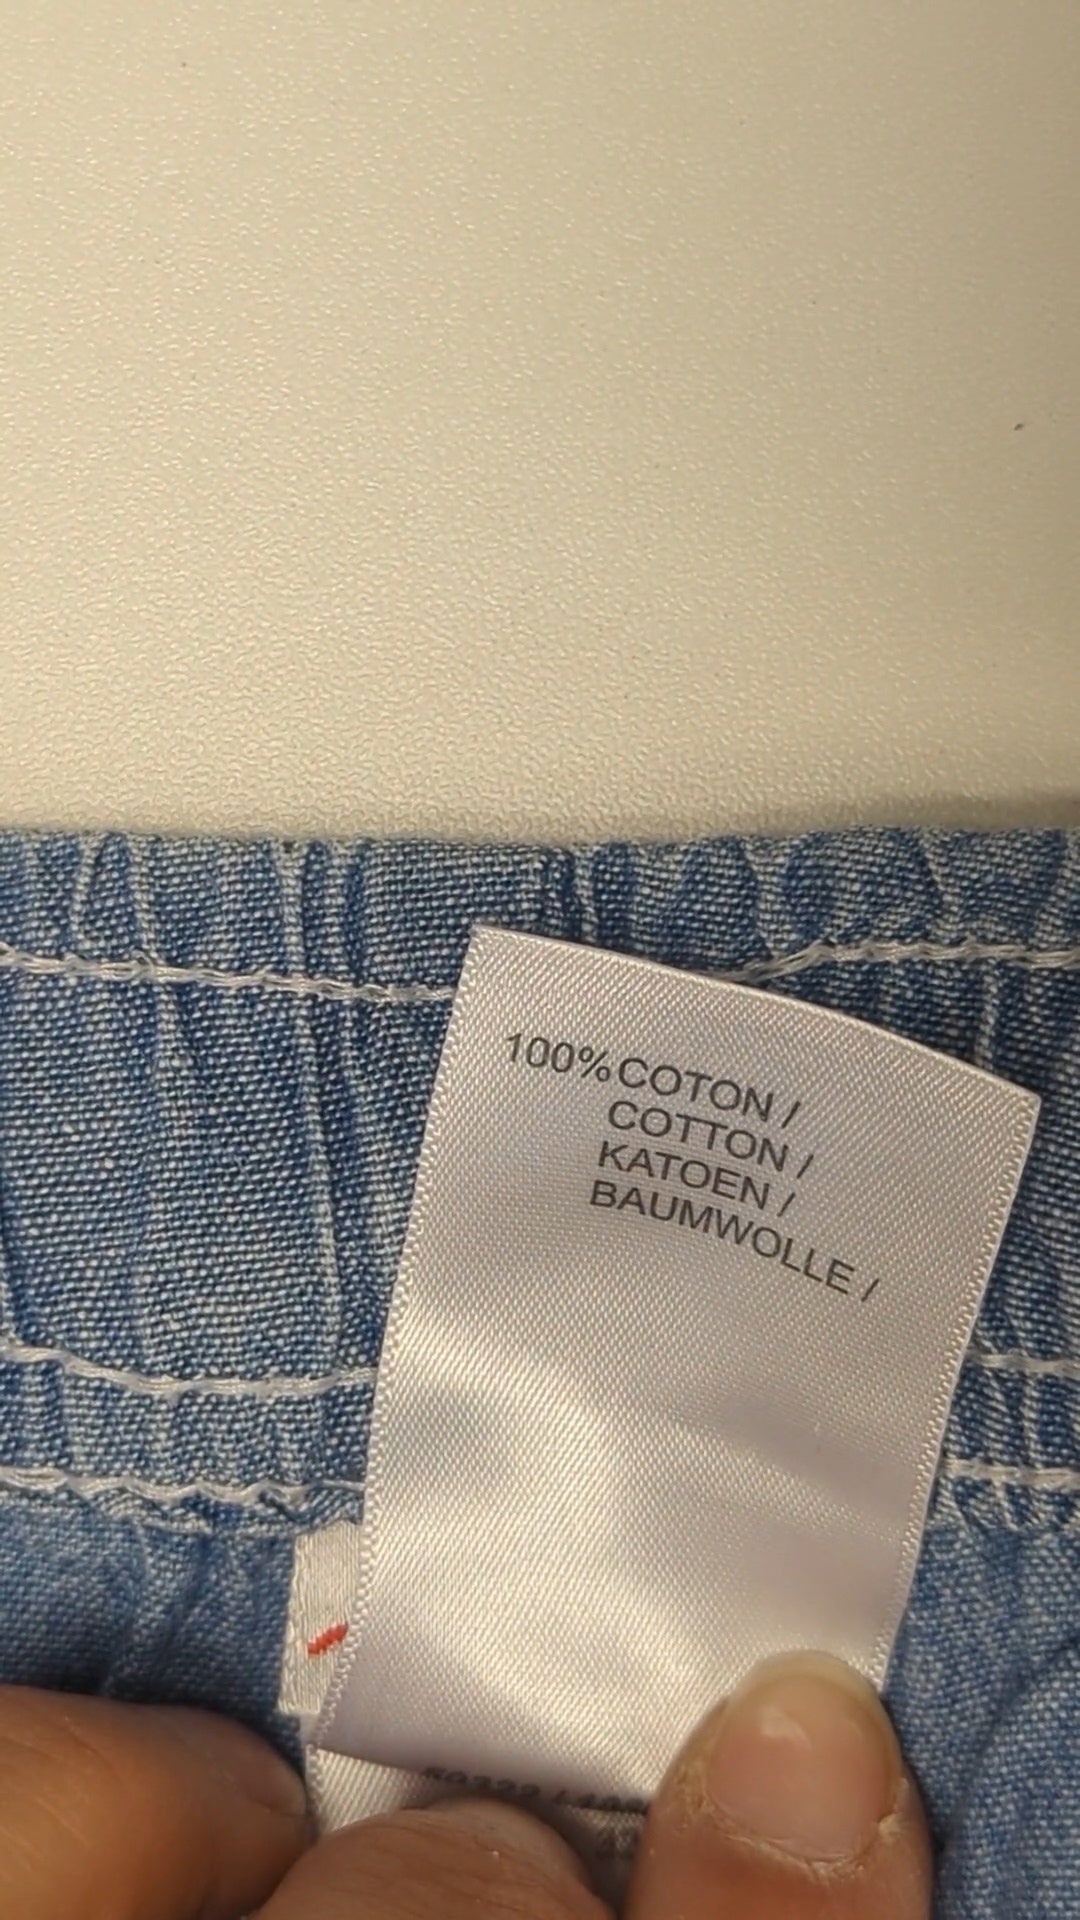 100%COTON /
COTTON /
KATOEN /
BAUMWOLLE /